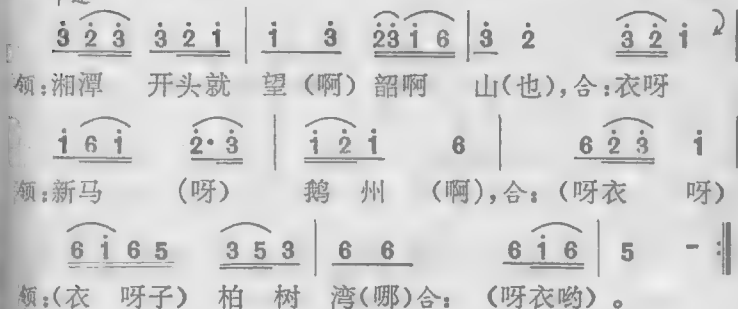 3̇ 2̇ 3̇ 3̇ 2̇ 1̇ | 1̇ 3̇ 2̇3̇ 1̇ 6 | 3̇ 2̇ 3̇ 2̇ 1̇ |
领:湘潭 开头就 望(啊)韶啊 山(也),合:衣呀
1̇ 6 1̇ 2̇· 3̇ | 1̇ 2̇ 1̇ 6 | 6 2̇ 3̇ 1̇ |
领:新马 (呀) 鹅州 (啊),合:(呀衣 呀)
6 1̇ 6 5 3 5 3 | 6 6 6 1̇ 6 | 5 - :‖
领:(衣 呀子) 柏树 湾(哪)合: (呀衣哟)。